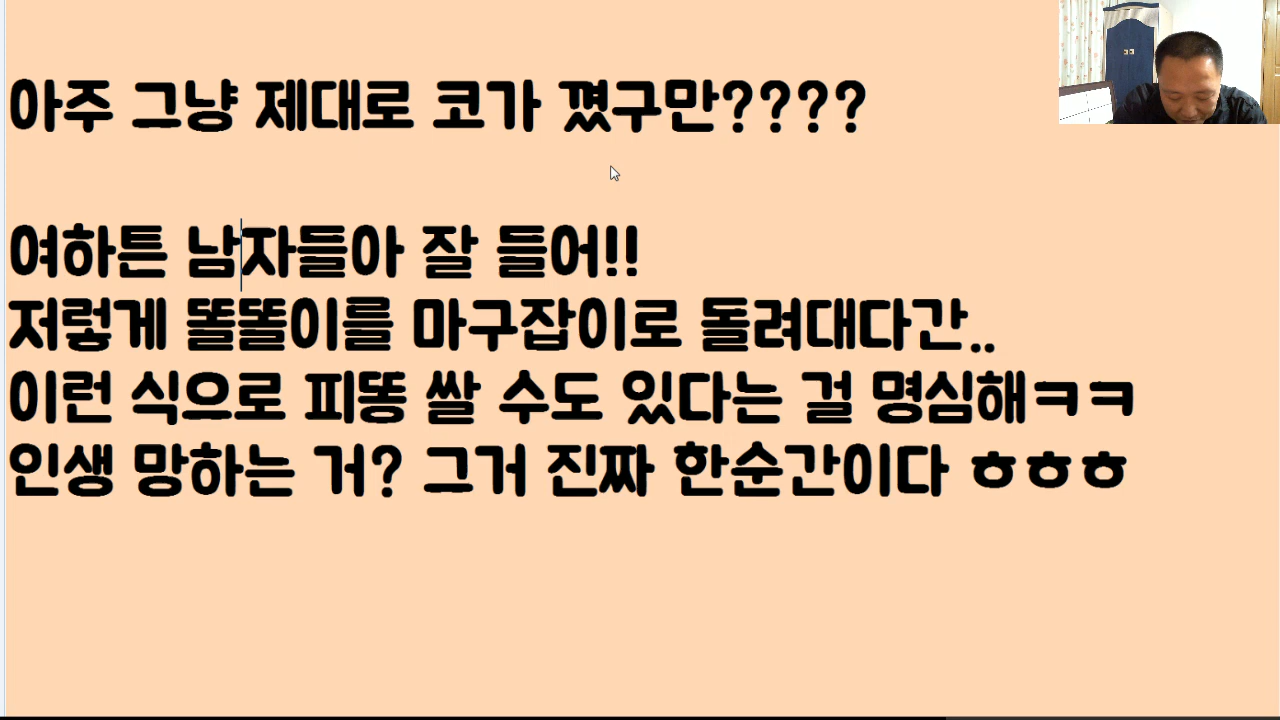 아주 그냥 제대로 코가 꼈구만????
여하튼 남자들아 잘 들어!!
저렇게 똘똘이를 마구잡이로 돌려대다간..
이런 식으로 피똥 쌀 수도 있다는 걸 명심해ㅋㅋ
인생 망하는 거? 그거 진짜 한순간이다 ㅎㅎㅎ